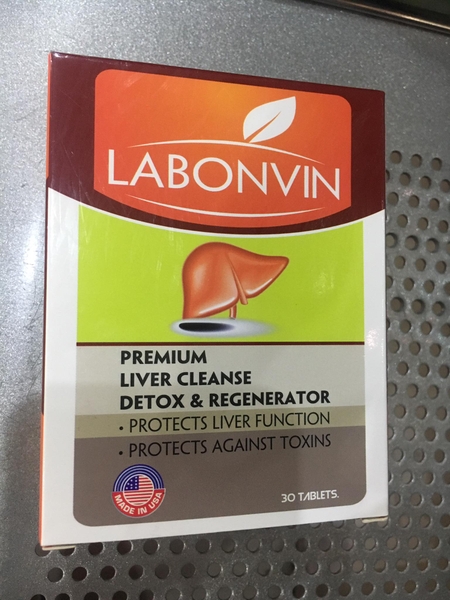 LABONVIN
PREMIUM
LIVER CLEANSE
DETOX & REGENERATOR
• PROTECTS LIVER FUNCTION
• PROTECTS AGAINST TOXINS
MADE IN USA
30 TABLETS.